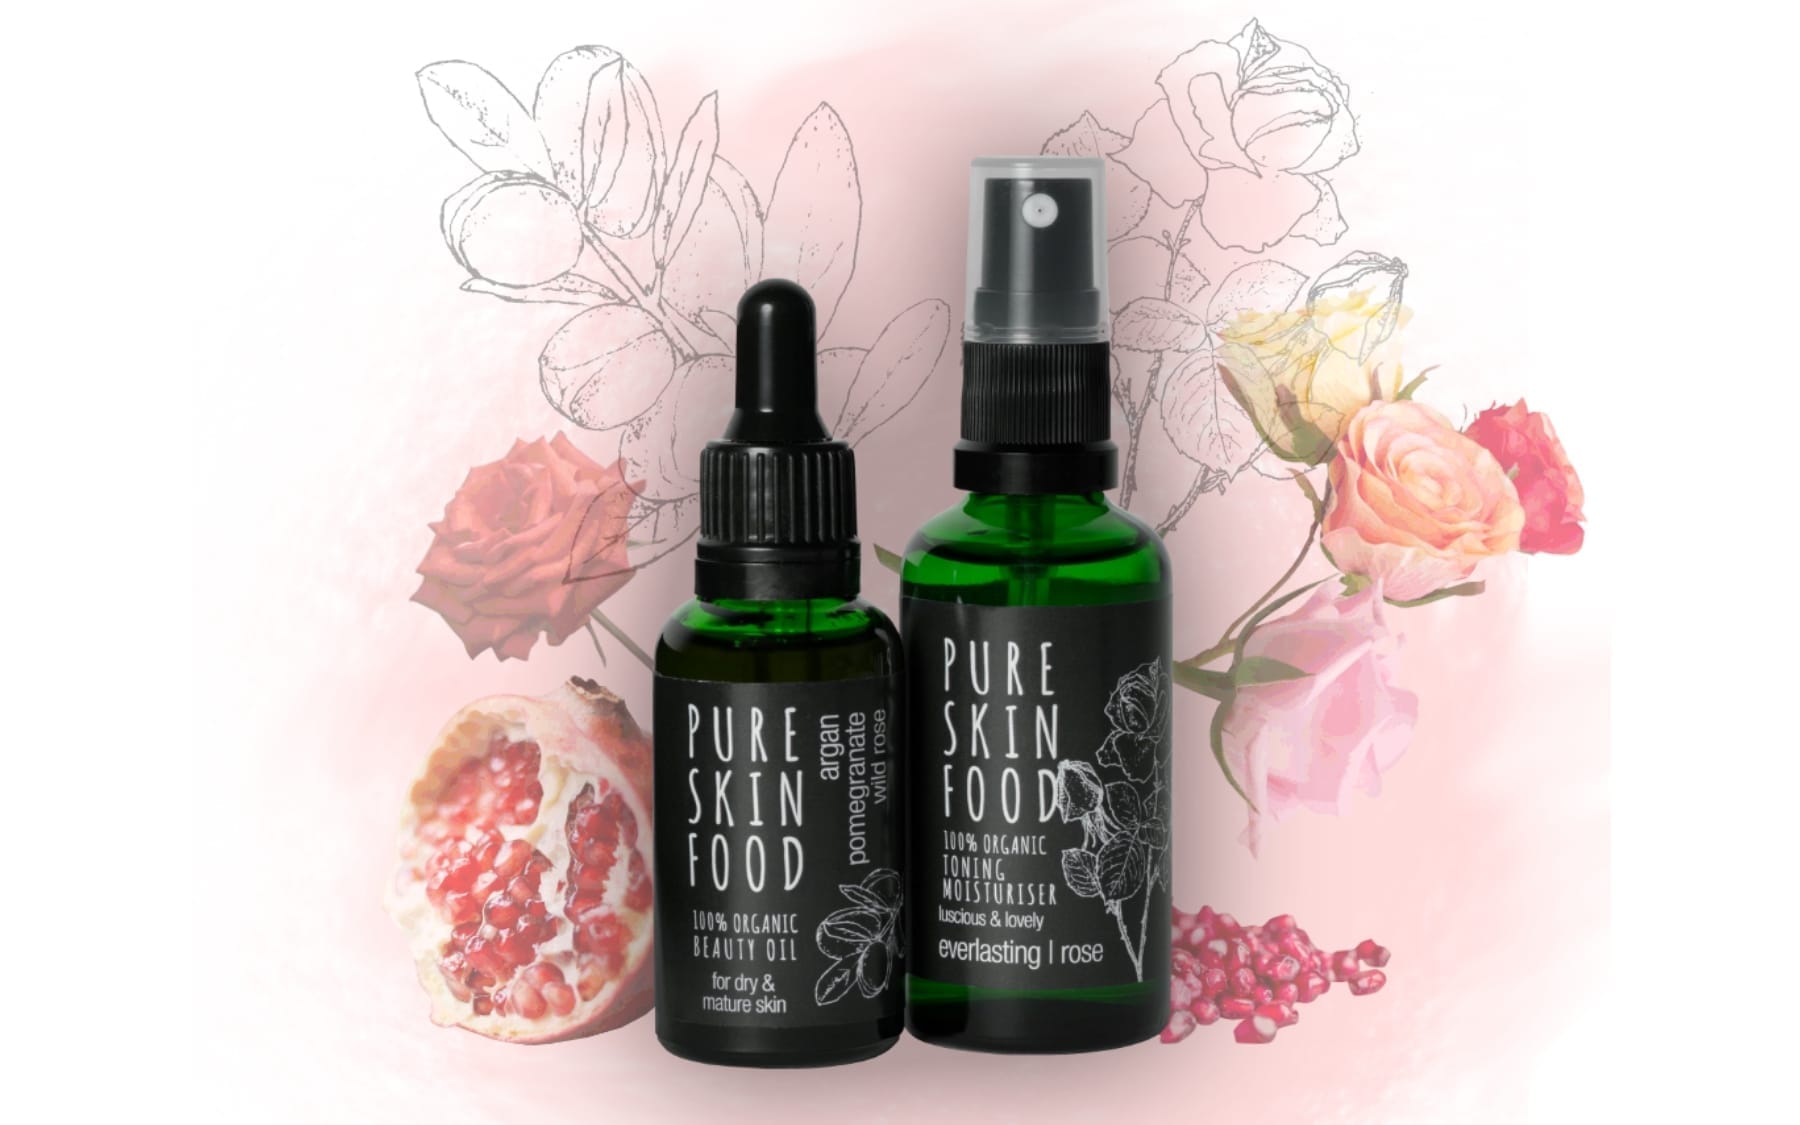 PURE
SKIN
FOOD
argan
pomegranate
wild rose
100% ORGANIC
BEAUTY OIL
for dry &
mature skin
PURE
SKIN
FOOD
100% ORGANIC
TONING
MOISTURISER
luscious & lovely
everlasting | rose